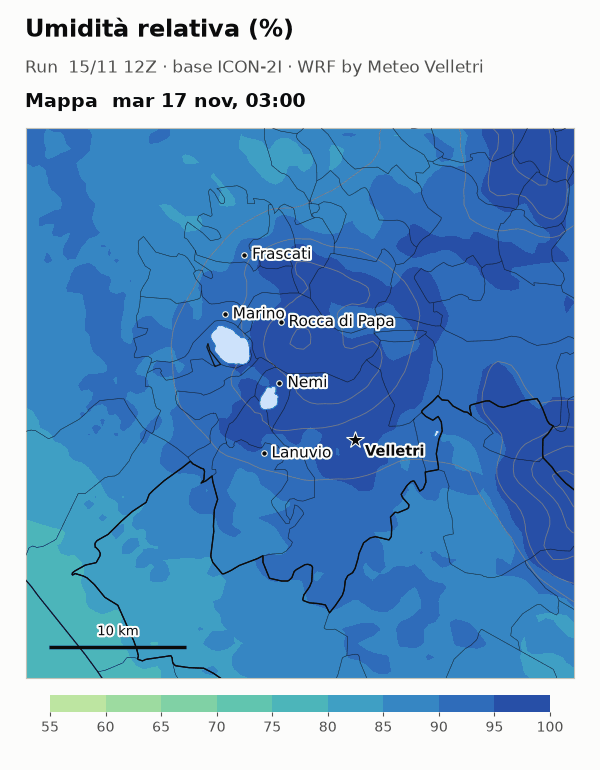 Umidità relativa (%)
Run  15/11 12Z · base ICON-2I · WRF by Meteo Velletri
Mappa  mar 17 nov, 03:00
Frascati
Marino
Rocca di Papa
Nemi
Velletri
Lanuvio
10 km
55 60 65 70 75 80 85 90 95 100